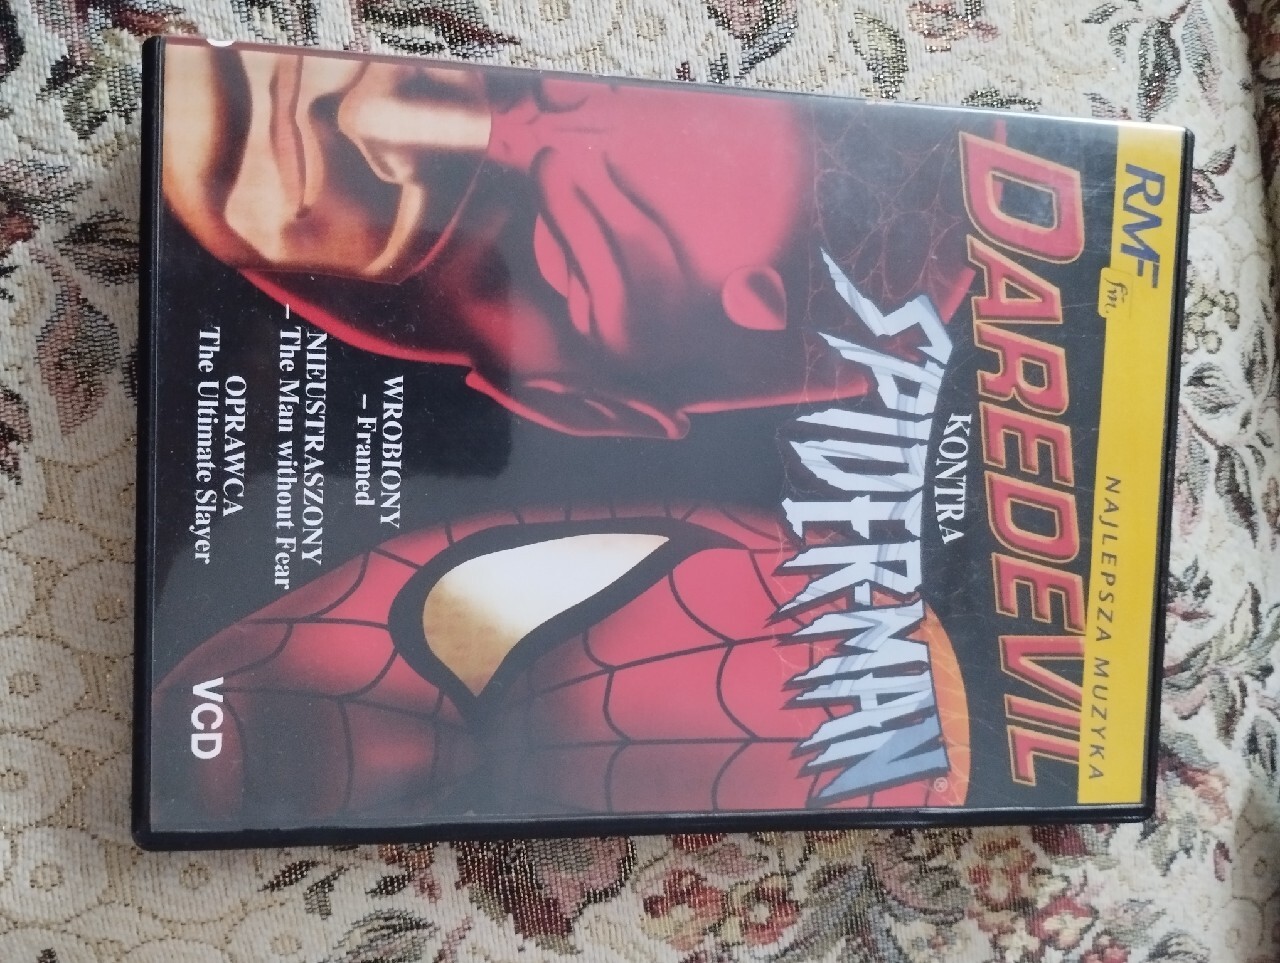 RMF fm
NAJLEPSZA MUZYKA
DAREDEVIL
KONTRA
SPIDER-MAN®
WROBIONY
– Framed
NIEUSTRASZONY
– The Man without Fear
OPRAWCA
The Ultimate Slayer
VCD